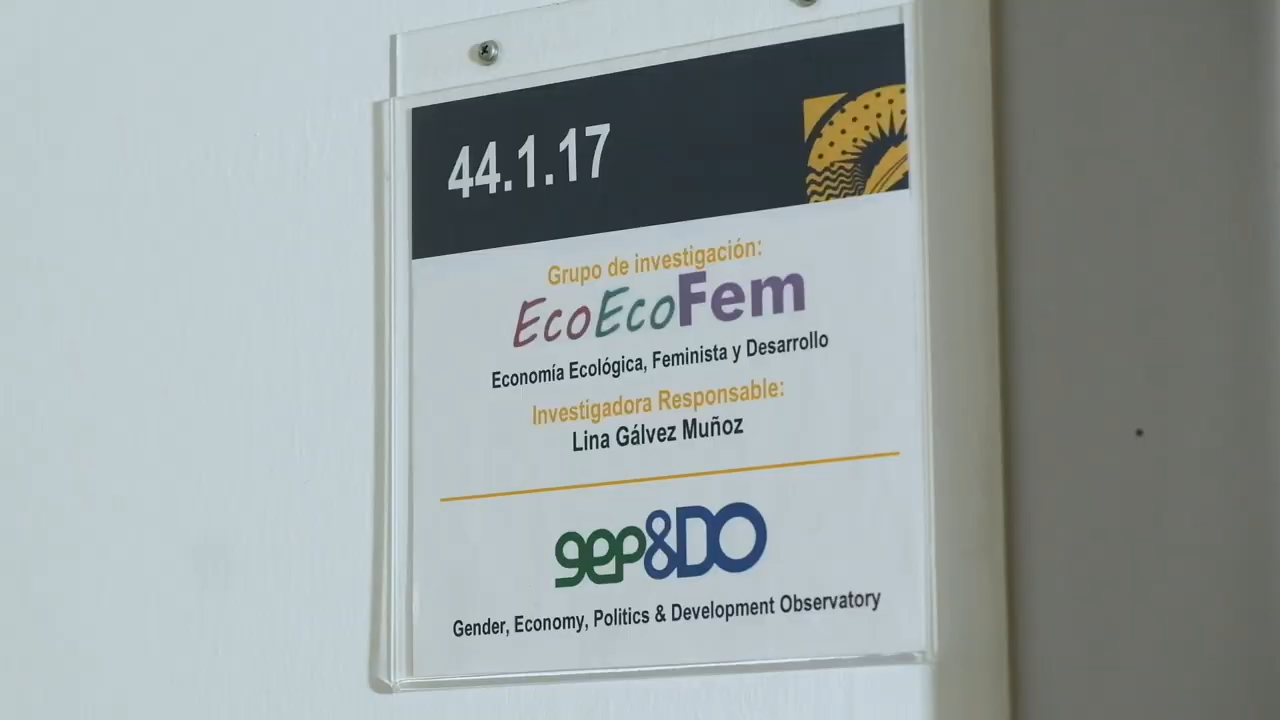 44.1.17
Grupo de investigación:
EcoEcoFem
Economía Ecológica, Feminista y Desarrollo
Investigadora Responsable:
Lina Gálvez Muñoz
gep&DO
Gender, Economy, Politics & Development Observatory